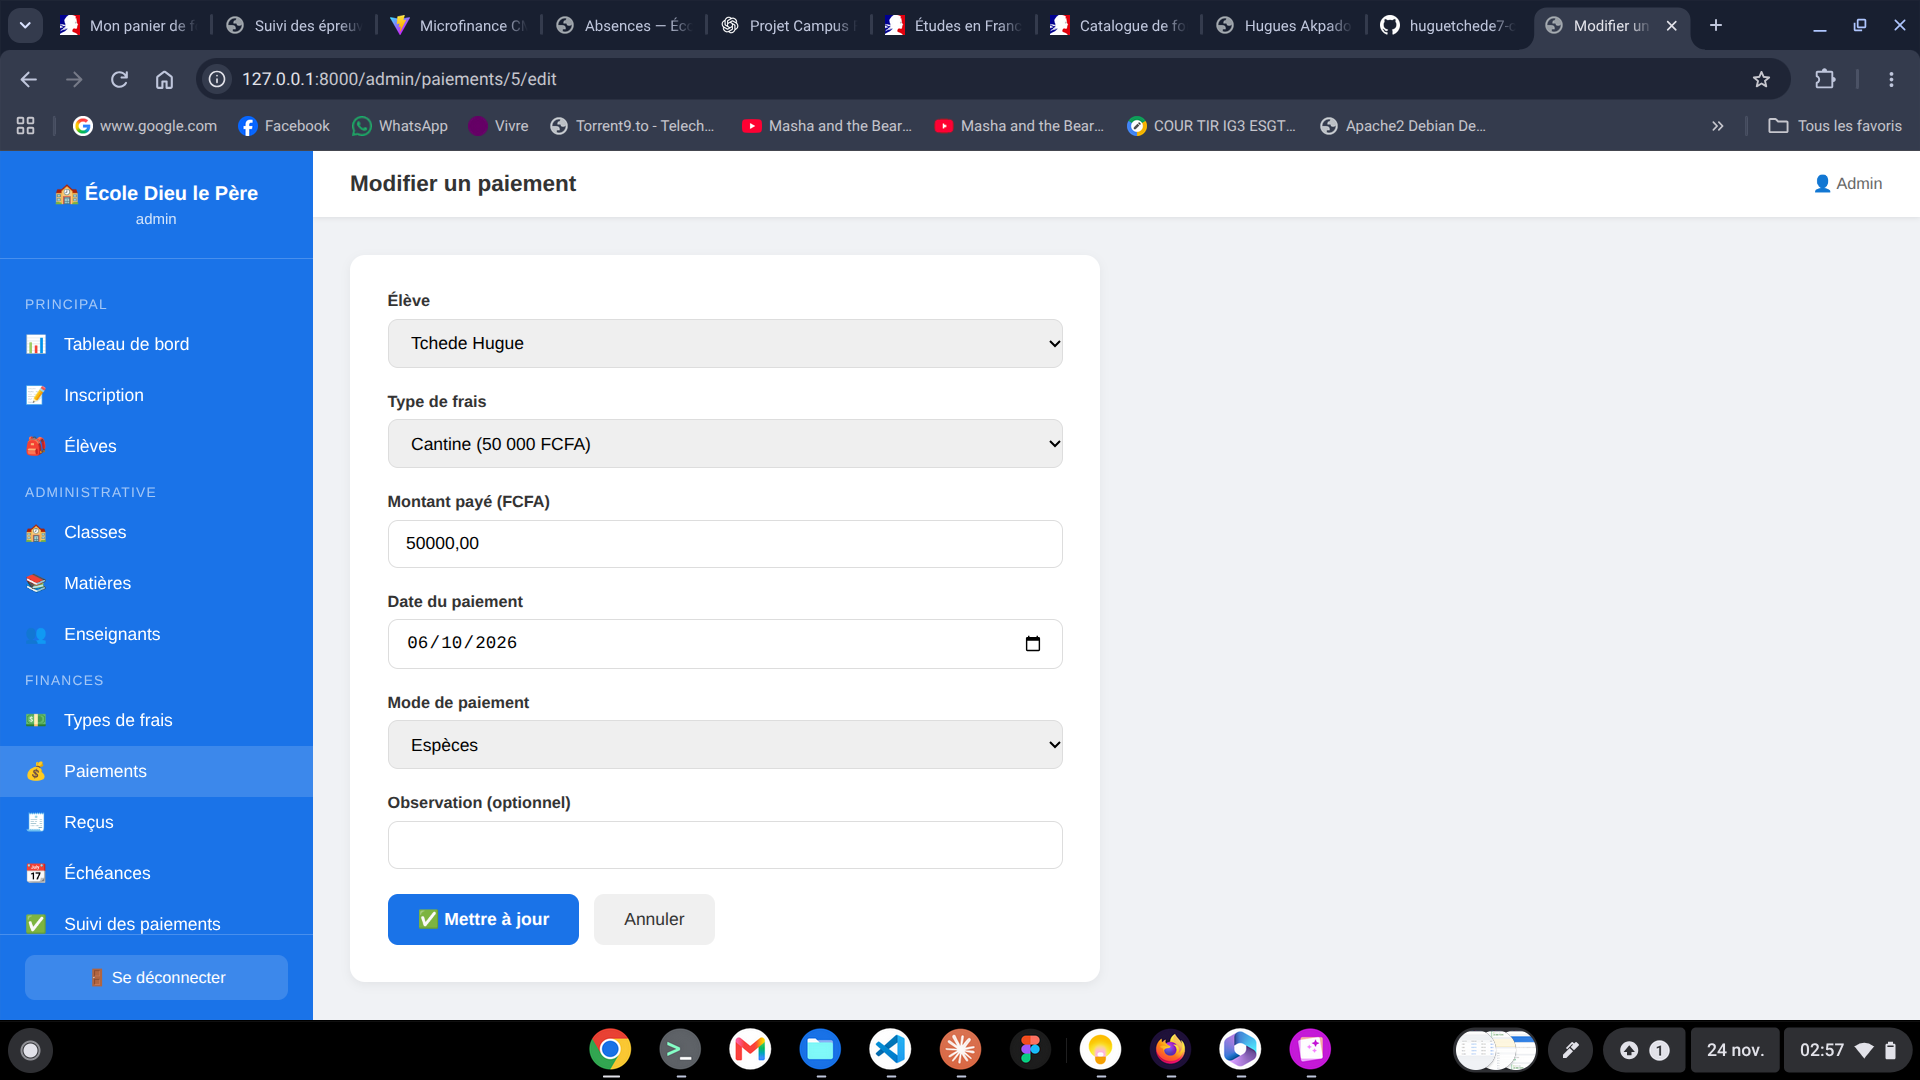 Mon panier de f
Suivi des épreuv
Microfinance CM
Absences — Éco
Projet Campus
Études en Franc
Catalogue de fo
Hugues Akpado
huguetchede7-c
Modifier un
127.0.0.1:8000/admin/paiements/5/edit
www.google.com
Facebook
WhatsApp
Vivre
Torrent9.to - Telech...
Masha and the Bear...
Masha and the Bear...
COUR TIR IG3 ESGT...
Apache2 Debian De...
Tous les favoris
École Dieu le Père
admin
PRINCIPAL
Tableau de bord
Inscription
Élèves
ADMINISTRATIVE
Classes
Matières
Enseignants
FINANCES
Types de frais
Paiements
Reçus
Échéances
Suivi des paiements
Se déconnecter
Modifier un paiement
Admin
Élève
Tchede Hugue
Type de frais
Cantine (50 000 FCFA)
Montant payé (FCFA)
50000,00
Date du paiement
06/10/2026
Mode de paiement
Espèces
Observation (optionnel)
Mettre à jour
Annuler
1
24 nov.
02:57